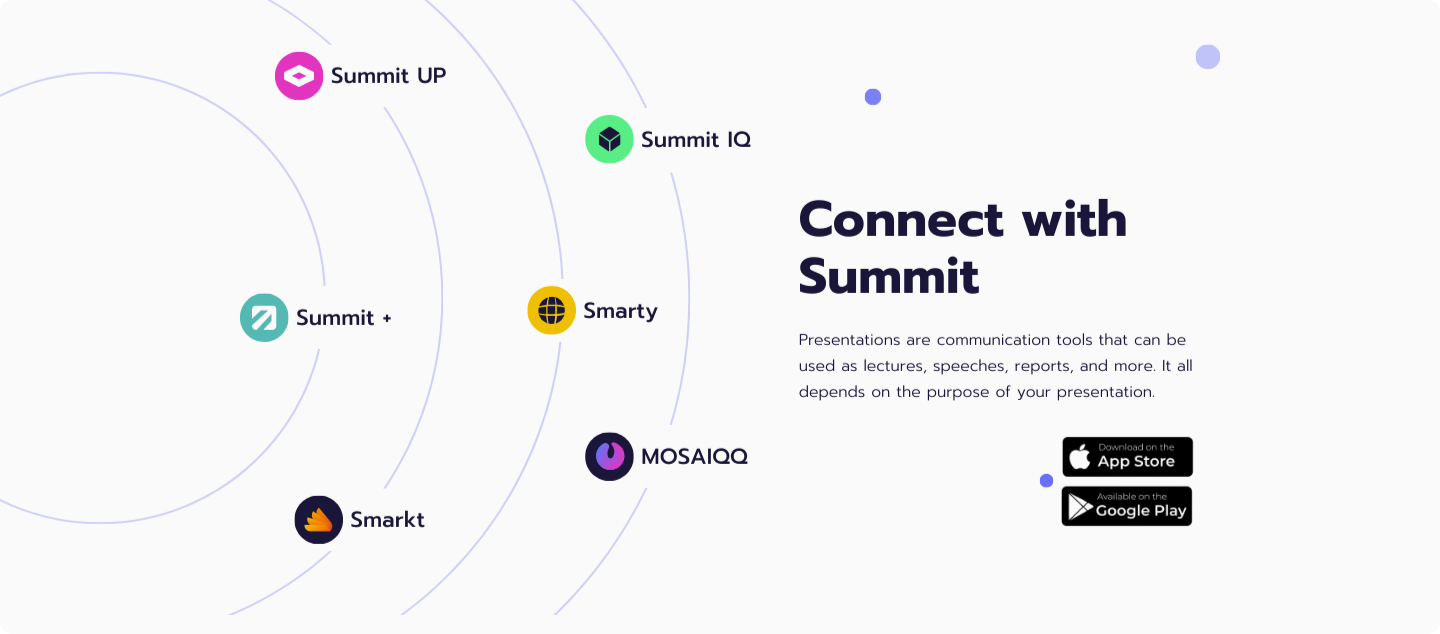 Summit UP
Summit IQ
Summit +
Smarty
MOSAIQQ
Smarkt
Connect with
Summit
Presentations are communication tools that can be
used as lectures, speeches, reports, and more. It all
depends on the purpose of your presentation.
Download on the
App Store
Available on the
Google Play